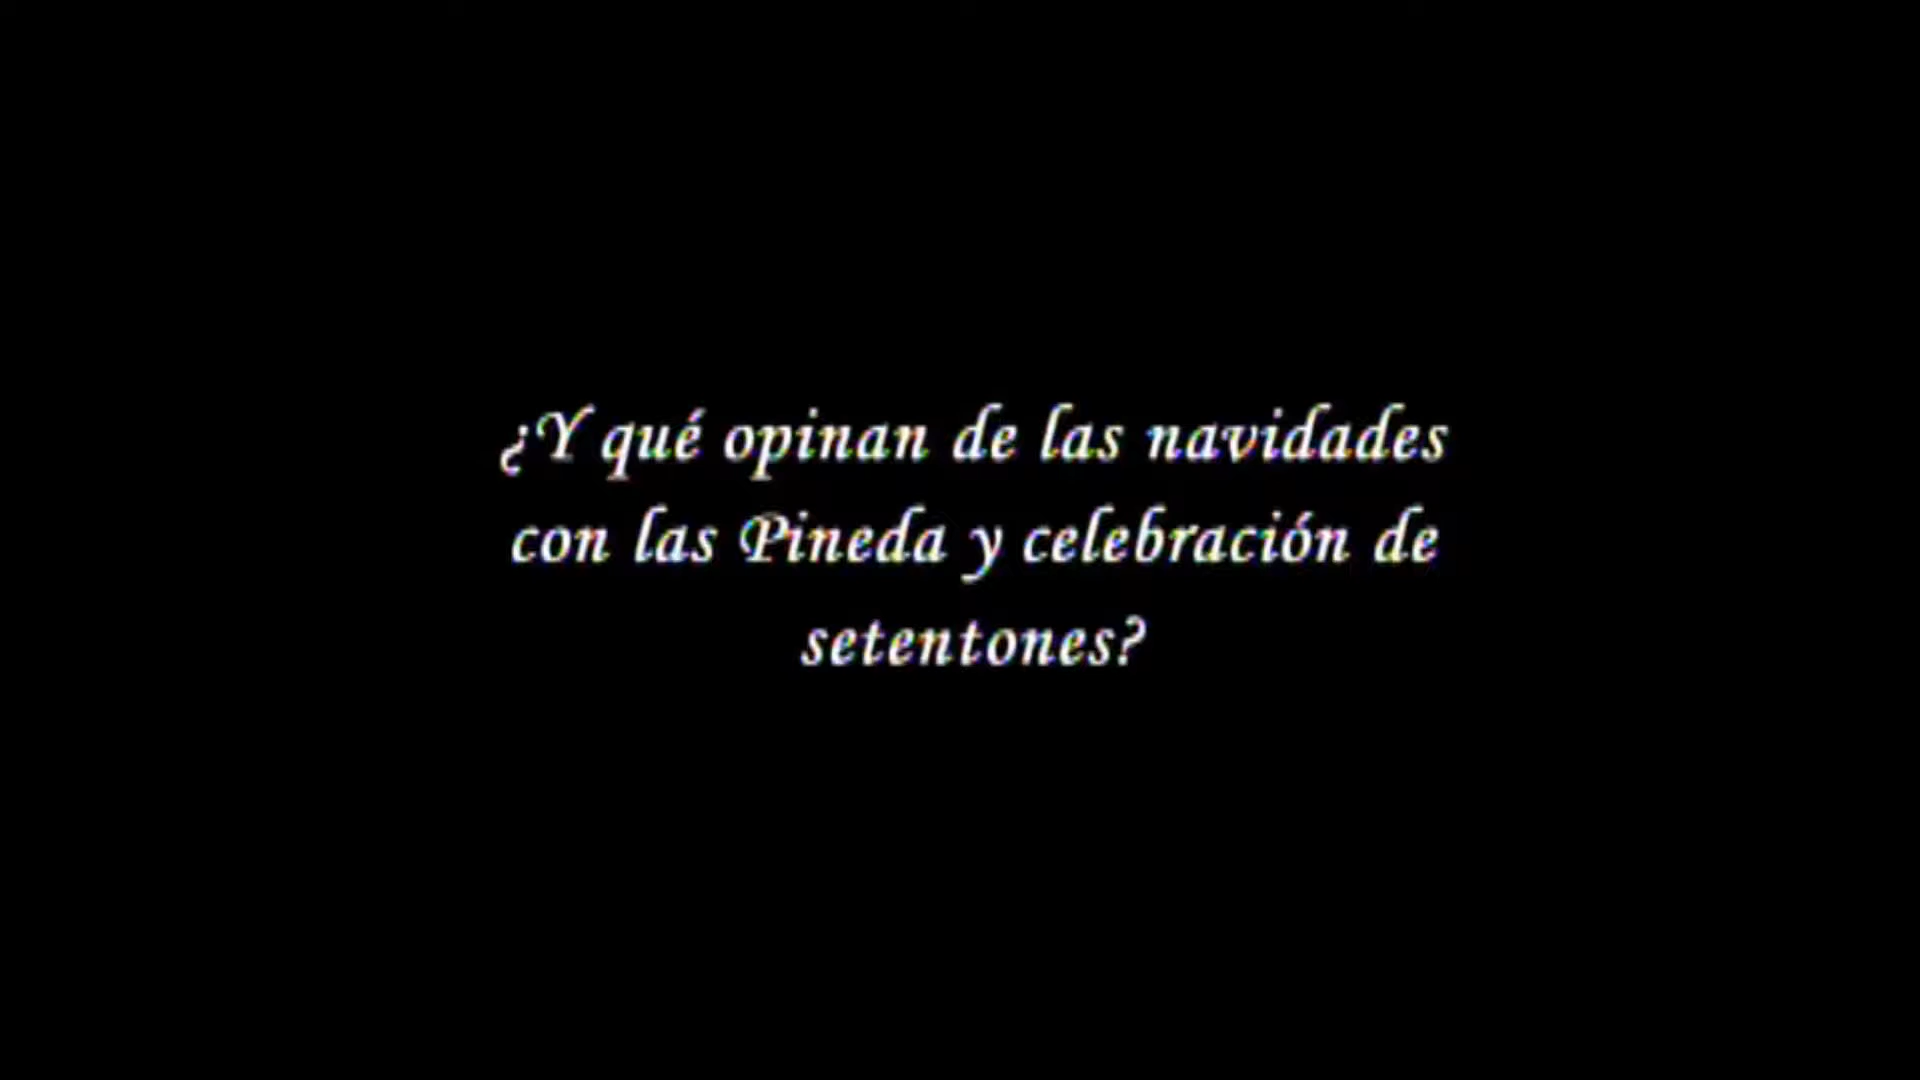 ¿Y qué opinan de las navidades
con las Pineda y celebración de
setentones?